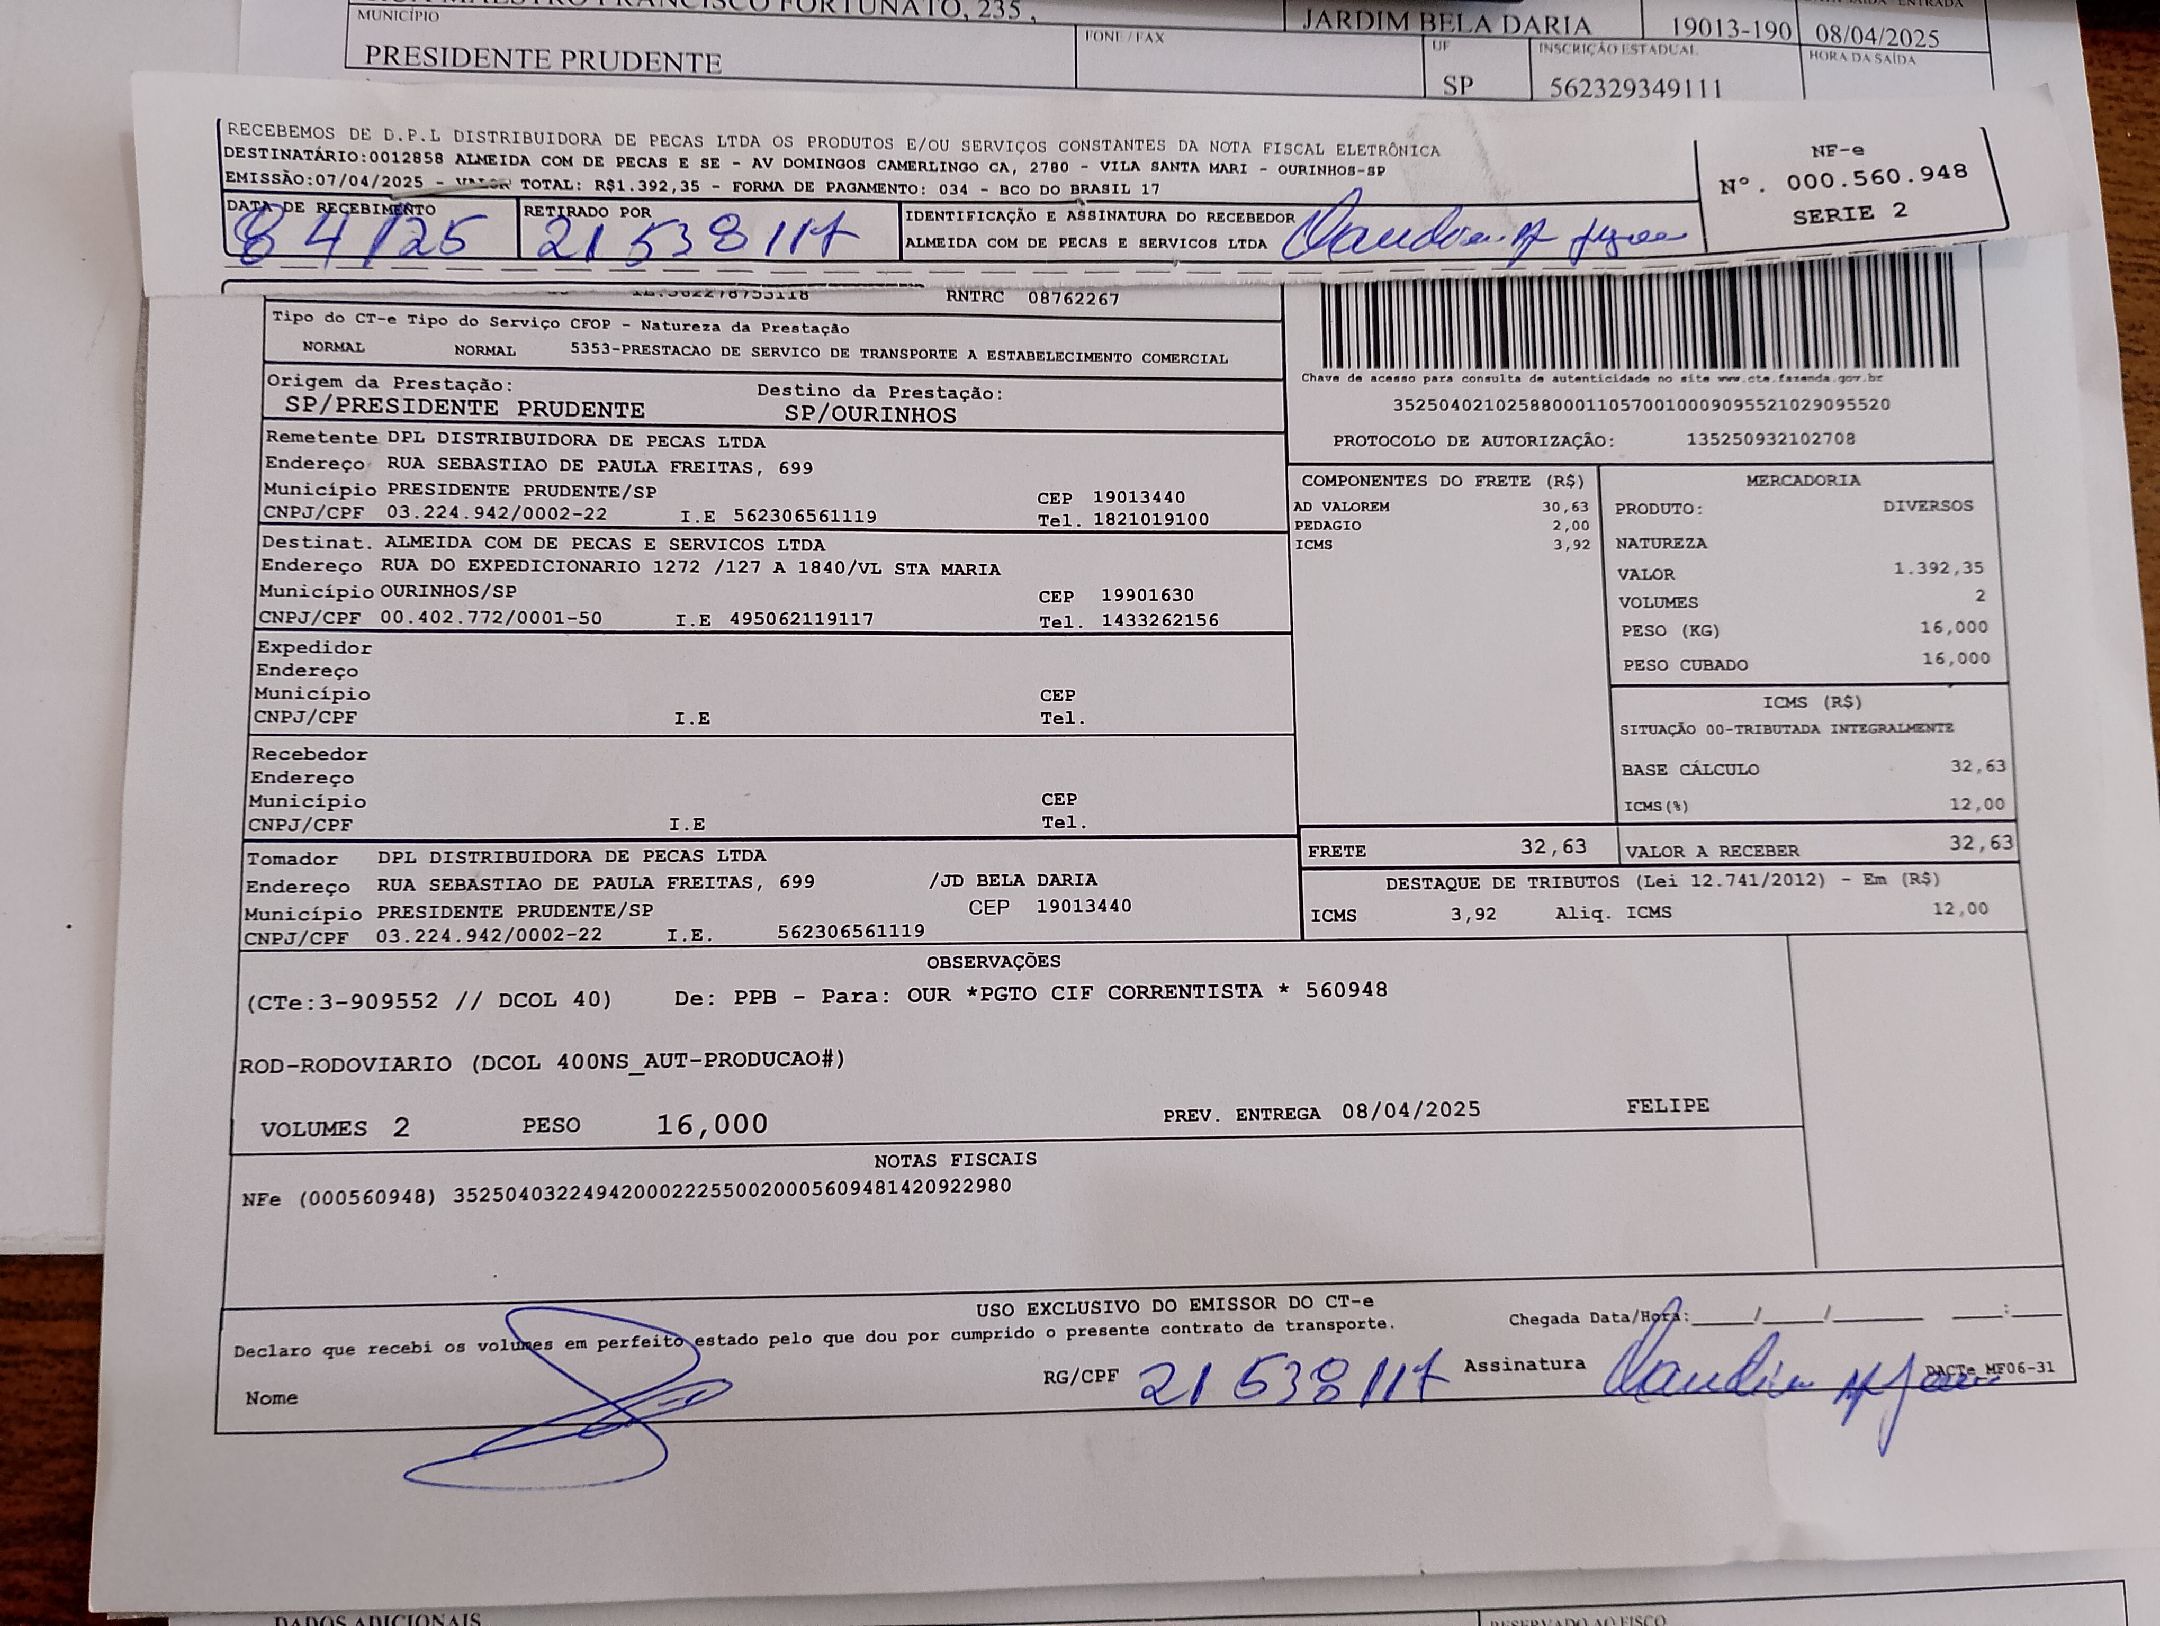 MAESTRO FRANCISCO FORTUNATO, 235 ,
JARDIM BELA DARIA 19013-190 08/04/2025
MUNICÍPIO FONE / FAX UF INSCRIÇÃO ESTADUAL HORA DA SAÍDA
PRESIDENTE PRUDENTE SP 562329349111
RECEBEMOS DE D.P.L DISTRIBUIDORA DE PECAS LTDA OS PRODUTOS E/OU SERVIÇOS CONSTANTES DA NOTA FISCAL ELETRÔNICA
DESTINATÁRIO:0012858 ALMEIDA COM DE PECAS E SE - AV DOMINGOS CAMERLINGO CA, 2780 - VILA SANTA MARI - OURINHOS-SP
EMISSÃO:07/04/2025 - VALOR TOTAL: R$1.392,35 - FORMA DE PAGAMENTO: 034 - BCO DO BRASIL 17
NF-e
Nº. 000.560.948
SERIE 2
DATA DE RECEBIMENTO RETIRADO POR IDENTIFICAÇÃO E ASSINATURA DO RECEBEDOR
8 4/25 21 538 117 ALMEIDA COM DE PECAS E SERVICOS LTDA
RNTRC 08762267
Tipo do CT-e Tipo do Serviço CFOP - Natureza da Prestação
NORMAL NORMAL 5353-PRESTACAO DE SERVICO DE TRANSPORTE A ESTABELECIMENTO COMERCIAL
Origem da Prestação: Destino da Prestação:
SP/PRESIDENTE PRUDENTE SP/OURINHOS
Chave de acesso para consulta de autenticidade no site www.cte.fazenda.gov.br
35250402102588000110570010009095521029095520
PROTOCOLO DE AUTORIZAÇÃO: 135250932102708
Remetente DPL DISTRIBUIDORA DE PECAS LTDA
Endereço RUA SEBASTIAO DE PAULA FREITAS, 699
Município PRESIDENTE PRUDENTE/SP CEP 19013440
CNPJ/CPF 03.224.942/0002-22 I.E 562306561119 Tel. 1821019100
Destinat. ALMEIDA COM DE PECAS E SERVICOS LTDA
Endereço RUA DO EXPEDICIONARIO 1272 /127 A 1840/VL STA MARIA
Município OURINHOS/SP CEP 19901630
CNPJ/CPF 00.402.772/0001-50 I.E 495062119117 Tel. 1433262156
Expedidor
Endereço
Município CEP
CNPJ/CPF I.E Tel.
Recebedor
Endereço
Município CEP
CNPJ/CPF I.E Tel.
Tomador DPL DISTRIBUIDORA DE PECAS LTDA
Endereço RUA SEBASTIAO DE PAULA FREITAS, 699 /JD BELA DARIA
Município PRESIDENTE PRUDENTE/SP CEP 19013440
CNPJ/CPF 03.224.942/0002-22 I.E. 562306561119
COMPONENTES DO FRETE (R$)
AD VALOREM 30,63
PEDAGIO 2,00
ICMS 3,92
MERCADORIA
PRODUTO: DIVERSOS
NATUREZA
VALOR 1.392,35
VOLUMES 2
PESO (KG) 16,000
PESO CUBADO 16,000
ICMS (R$)
SITUAÇÃO 00-TRIBUTADA INTEGRALMENTE
BASE CÁLCULO 32,63
ICMS(%) 12,00
FRETE 32,63 VALOR A RECEBER 32,63
DESTAQUE DE TRIBUTOS (Lei 12.741/2012) - Em (R$)
ICMS 3,92 Aliq. ICMS 12,00
OBSERVAÇÕES
(CTe:3-909552 // DCOL 40) De: PPB - Para: OUR *PGTO CIF CORRENTISTA * 560948
ROD-RODOVIARIO (DCOL 400NS_AUT-PRODUCAO#)
VOLUMES 2 PESO 16,000 PREV. ENTREGA 08/04/2025 FELIPE
NOTAS FISCAIS
NFe (000560948) 35250403224942000222550020005609481420922980
USO EXCLUSIVO DO EMISSOR DO CT-e
Declaro que recebi os volumes em perfeito estado pelo que dou por cumprido o presente contrato de transporte.
Chegada Data/Hora:_____/_____/________ ____:____
Nome RG/CPF 21 538 117 Assinatura DACTe MF06-31
DADOS ADICIONAIS
RESERVADO AO FISCO